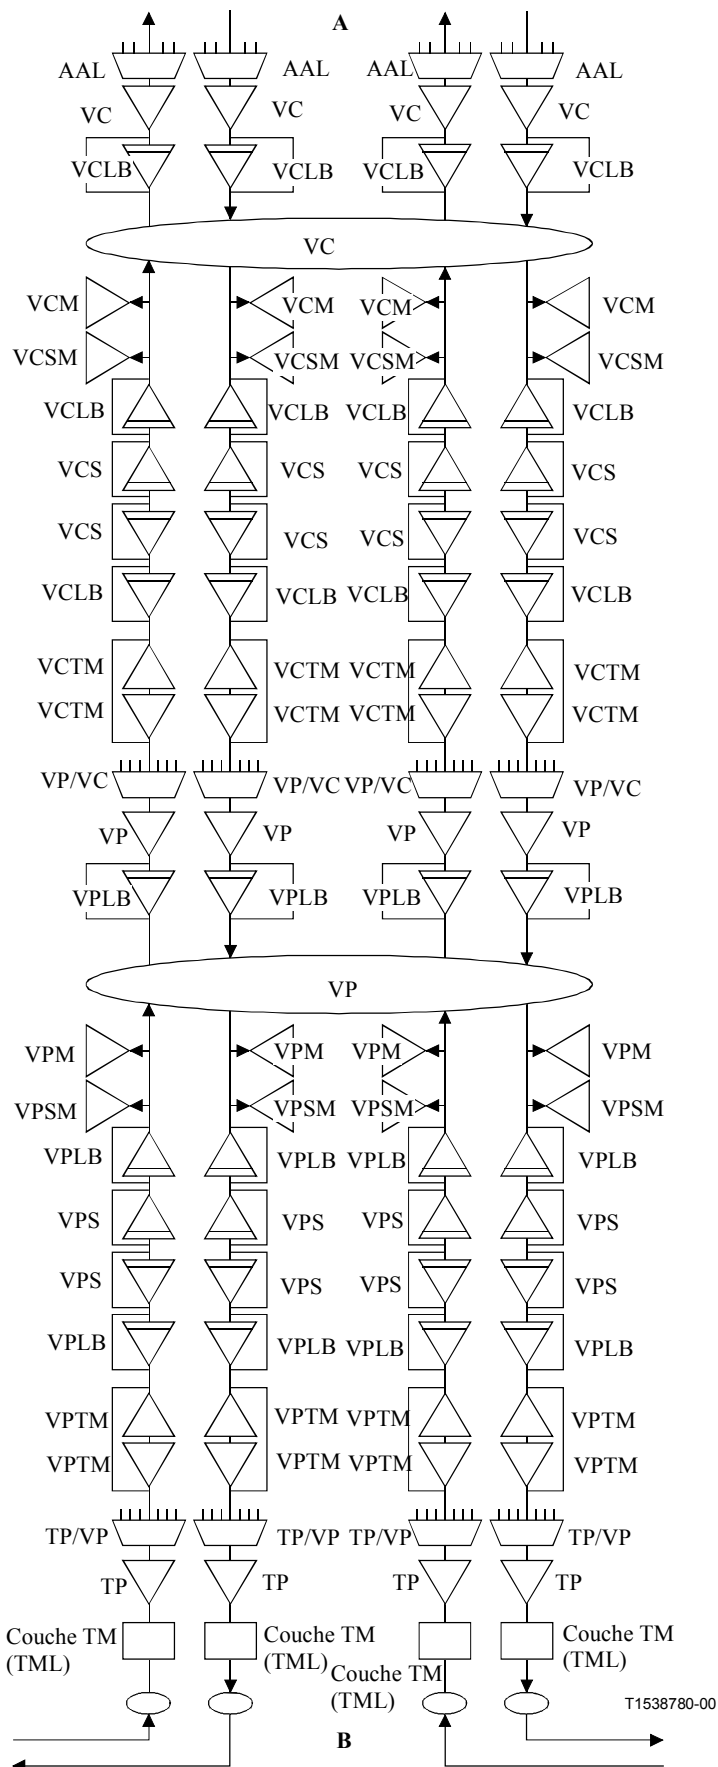 A
AAL AAL AAL AAL
VC VC VC VC
VCLB VCLB VCLB VCLB
VC
VCM VCM VCM VCM
VCSM VCSM VCSM VCSM
VCLB VCLB VCLB VCLB
VCS VCS VCS VCS
VCS VCS VCS VCS
VCLB VCLB VCLB VCLB
VCTM VCTM VCTM VCTM
VCTM VCTM VCTM VCTM
VP/VC VP/VC VP/VC VP/VC
VP VP VP VP
VPLB VPLB VPLB VPLB
VP
VPM VPM VPM VPM
VPSM VPSM VPSM VPSM
VPLB VPLB VPLB VPLB
VPS VPS VPS VPS
VPS VPS VPS VPS
VPLB VPLB VPLB VPLB
VPTM VPTM VPTM VPTM
VPTM VPTM VPTM VPTM
TP/VP TP/VP TP/VP TP/VP
TP TP TP TP
Couche TM
(TML)
Couche TM
(TML)
Couche TM
(TML)
Couche TM
(TML)
T1538780-00
B